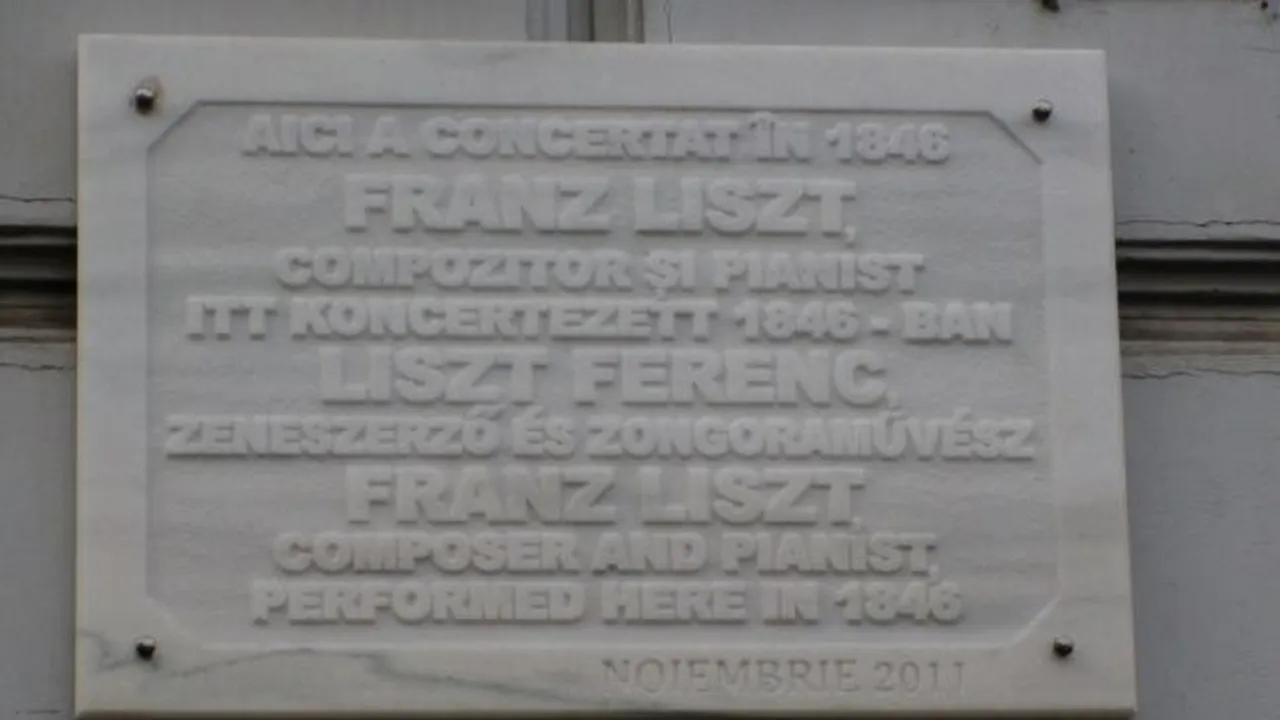 AICI A CONCERTAT ÎN 1846
FRANZ LISZT,
COMPOZITOR ŞI PIANIST
ITT KONCERTEZETT 1846 - BAN
LISZT FERENC,
ZENESZERZŐ ÉS ZONGORAMŰVÉSZ
FRANZ LISZT,
COMPOSER AND PIANIST,
PERFORMED HERE IN 1846
NOIEMBRIE 2011